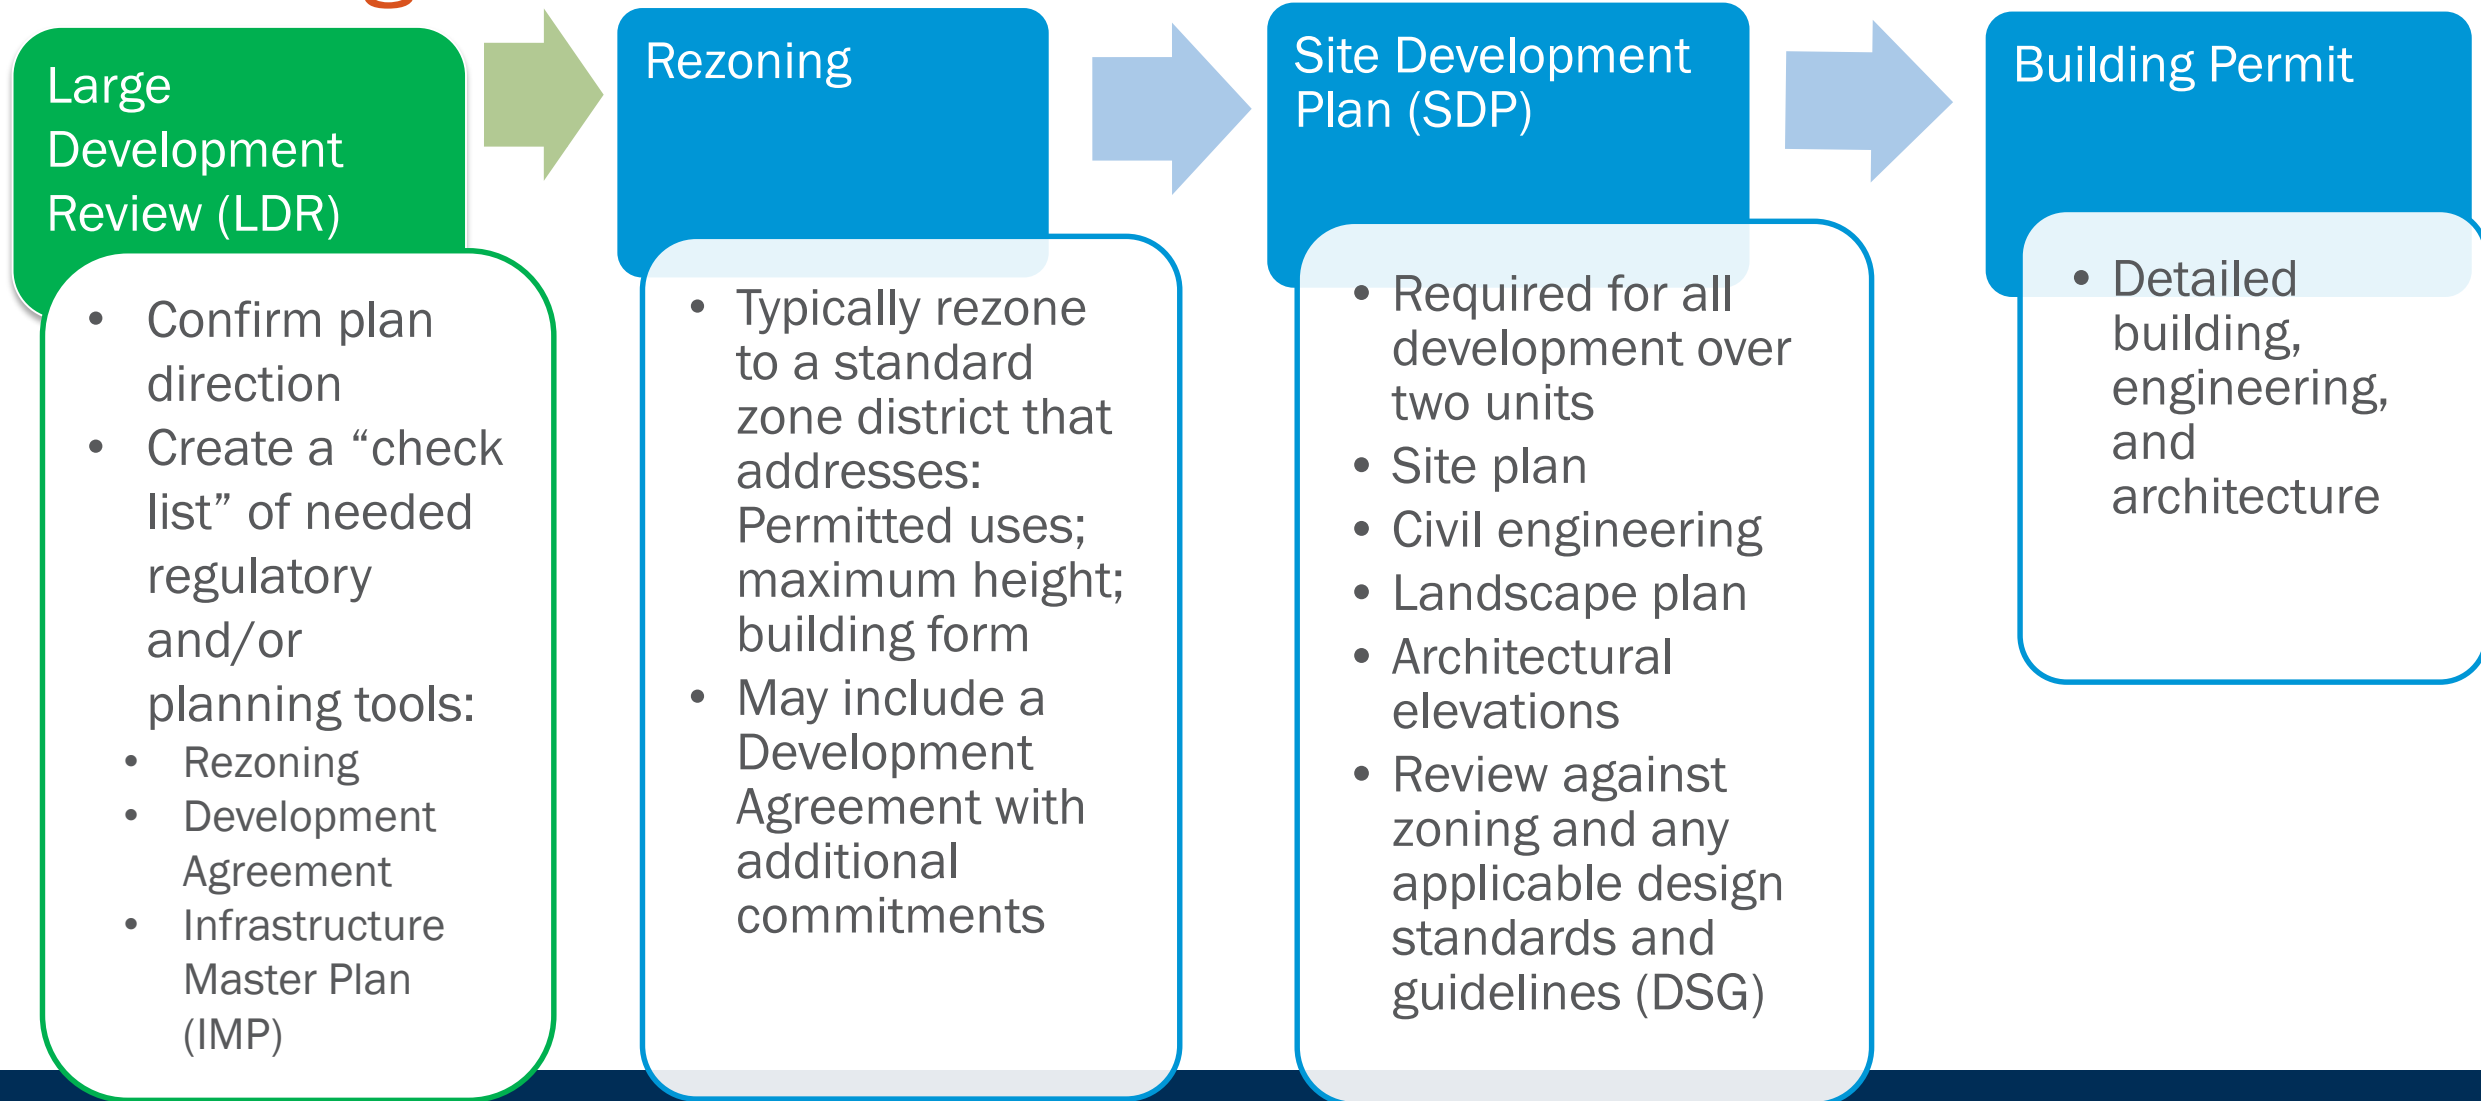 Large
Development
Review (LDR)
• Confirm plan
direction
• Create a “check
list” of needed
regulatory
and/or
planning tools:
• Rezoning
• Development
Agreement
• Infrastructure
Master Plan
(IMP)
Rezoning
• Typically rezone
to a standard
zone district that
addresses:
Permitted uses;
maximum height;
building form
• May include a
Development
Agreement with
additional
commitments
Site Development
Plan (SDP)
• Required for all
development over
two units
• Site plan
• Civil engineering
• Landscape plan
• Architectural
elevations
• Review against
zoning and any
applicable design
standards and
guidelines (DSG)
Building Permit
• Detailed
building,
engineering,
and
architecture